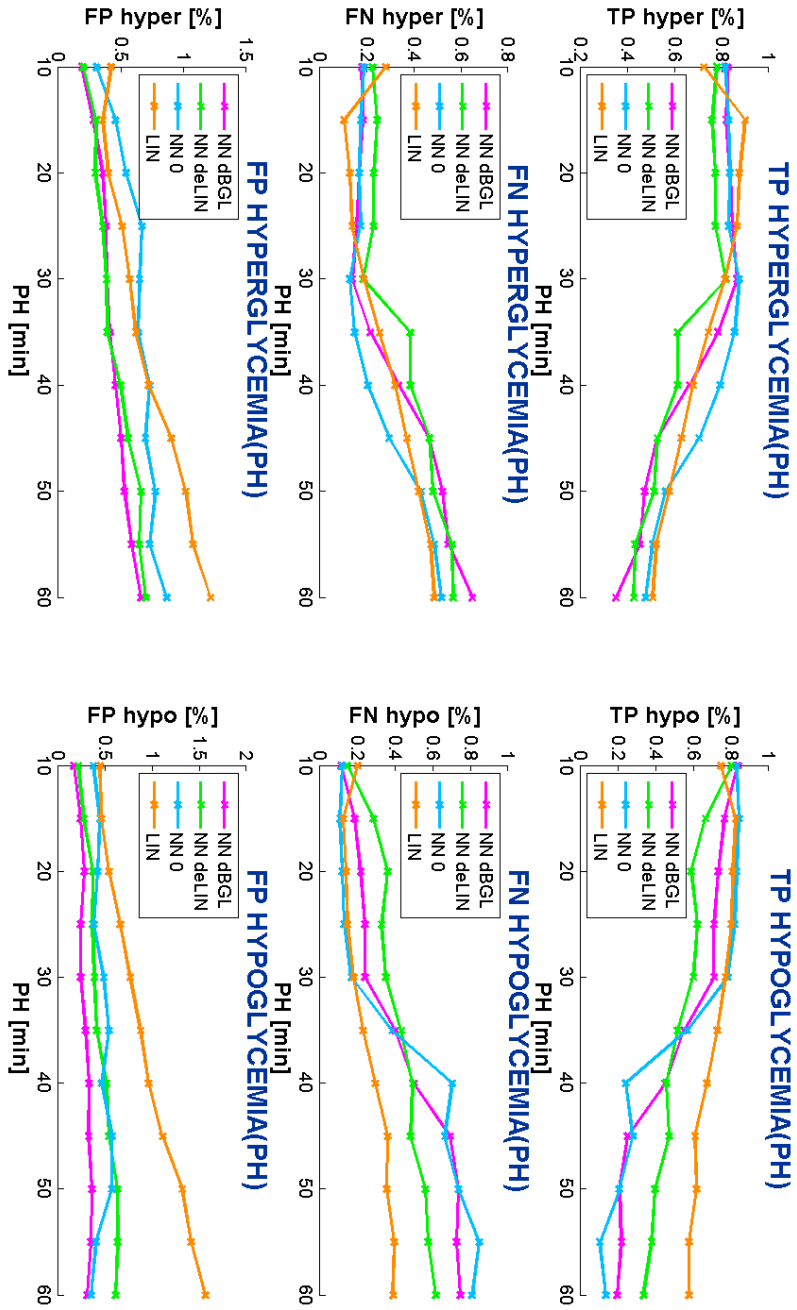 TP HYPERGLYCEMIA(PH)
TP hyper [%]
1
0.8
0.6
0.4
0.2
NN dBGL
NN deLIN
NN 0
LIN
10 20 30 40 50 60
PH [min]
TP HYPOGLYCEMIA(PH)
TP hypo [%]
1
0.8
0.6
0.4
0.2
0
NN dBGL
NN deLIN
NN 0
LIN
10 20 30 40 50 60
PH [min]
FN HYPERGLYCEMIA(PH)
FN hyper [%]
0.8
0.6
0.4
0.2
0
NN dBGL
NN deLIN
NN 0
LIN
10 20 30 40 50 60
PH [min]
FN HYPOGLYCEMIA(PH)
FN hypo [%]
1
0.8
0.6
0.4
0.2
0
NN dBGL
NN deLIN
NN 0
LIN
10 20 30 40 50 60
PH [min]
FP HYPERGLYCEMIA(PH)
FP hyper [%]
1.5
1
0.5
0
NN dBGL
NN deLIN
NN 0
LIN
10 20 30 40 50 60
PH [min]
FP HYPOGLYCEMIA(PH)
FP hypo [%]
2
1.5
1
0.5
0
NN dBGL
NN deLIN
NN 0
LIN
10 20 30 40 50 60
PH [min]